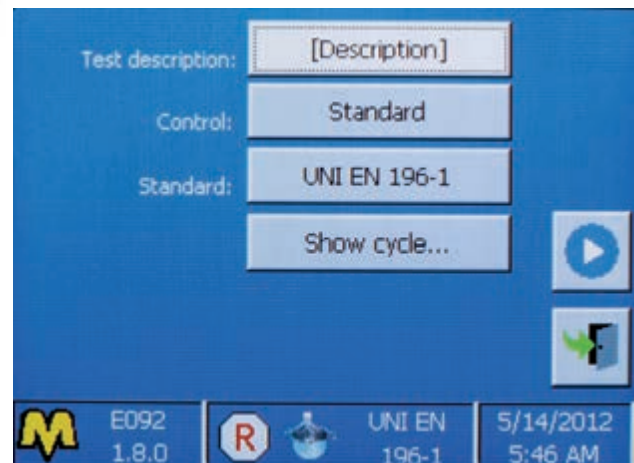 Test description: [Description]
Control: Standard
Standard: UNI EN 196-1
Show cycle...
M E092 1.8.0
R
UNI EN 196-1
5/14/2012 5:46 AM